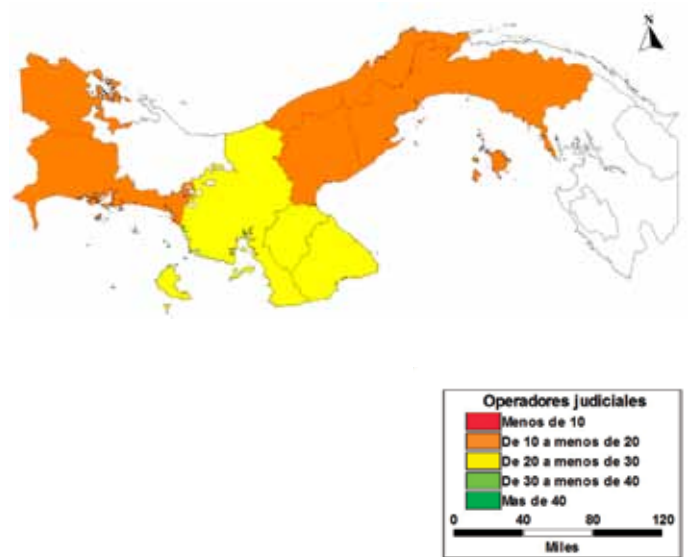 N
Operadores judiciales
Menos de 10
De 10 a menos de 20
De 20 a menos de 30
De 30 a menos de 40
Mas de 40
0 40 80 120
Miles